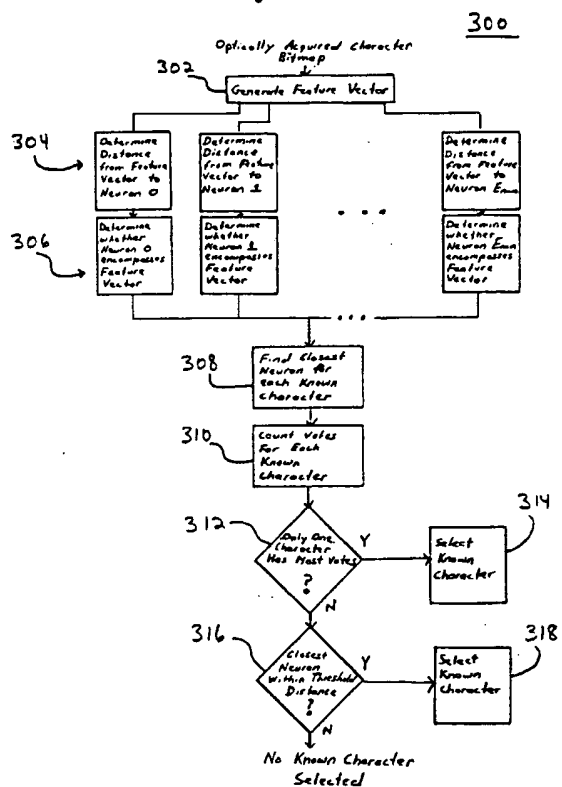 300
Optically Acquired Character
Bitmap
302
Generate Feature Vector
304
Determine
Distance
from Feature
Vector to
Neuron 0
Determine
Distance
from Feature
Vector to
Neuron 1
...
Determine
Distance
from Feature
Vector to
Neuron
306
Determine
whether
Neuron 0
encompasses
Feature
Vector
Determine
whether
Neuron 1
encompasses
Feature
Vector
Determine
whether
Neuron
encompasses
Feature
Vector
...
308
Find Closest
Neuron for
each Known
character
310
Count Votes
For Each
Known
Character
312
Only One
Character
Has Most Votes
?
Y
N
314
Select
Known
Character
316
Closest
Neuron
Within Threshold
Distance
?
Y
N
318
Select
Known
Character
No Known Character
Selected